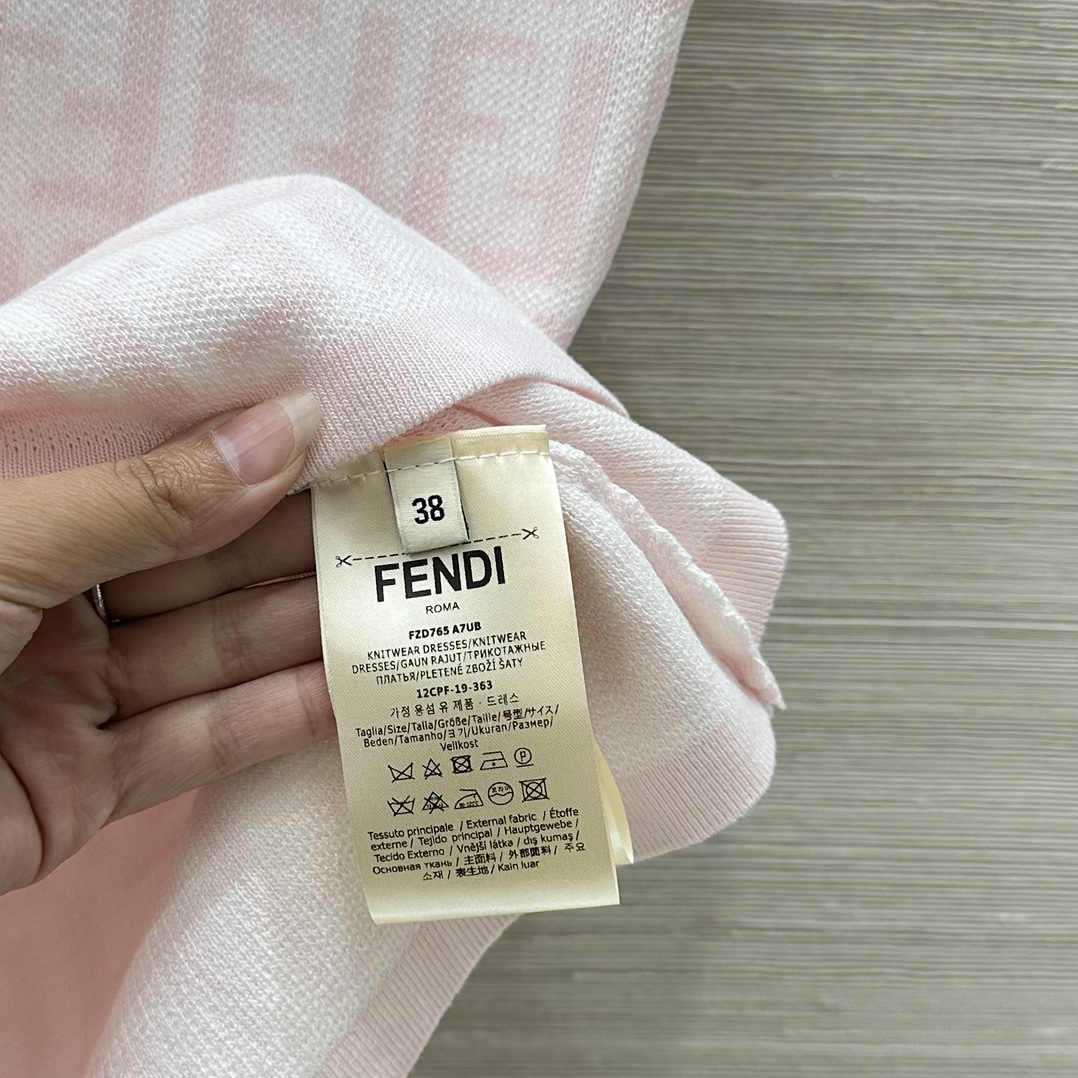 38
FENDI
ROMA
FZD765 A7UB
KNITWEAR DRESSES/KNITWEAR
DRESSES/GAUN RAJUT/ТРИКОТАЖНЫЕ
ПЛАТЬЯ/PLETENÉ ZBOŽÍ ŠATY
12CPF-19-363
가정 용섬 유 제품 · 드레스
Taglia/Size/Talla/Größe/Taille/号型/サイズ/
Beden/Tamanho/크기/Ukuran/Размер/
Vellkost
P
Tessuto principale / External fabric / Étoffe
externe / Tejido principal / Hauptgewebe /
Tecido Externo / Vnější látka / dış kumaş /
Основная ткань / 主面料 / 外部面料 / 주요
소재 / 表生地 / Kain luar